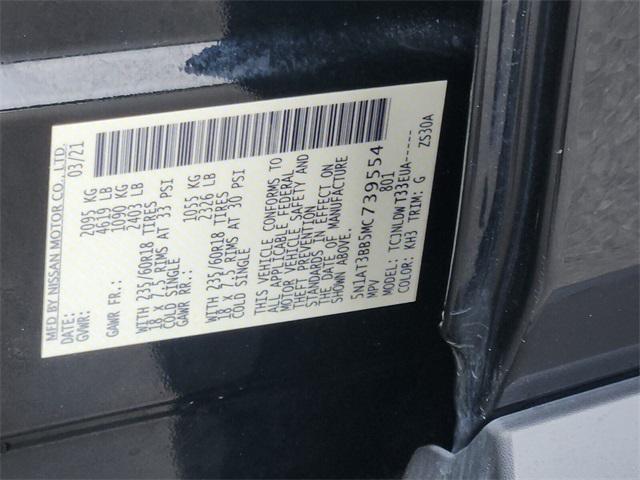 MFD BY NISSAN MOTOR CO., LTD.
DATE: 03/21
GVWR: 2095 KG
4619 LB
GAWR FR.: 1090 KG
2403 LB
WITH 235/60R18 TIRES
18 X 7.5 RIMS AT 33 PSI
COLD SINGLE
GAWR RR.: 1055 KG
2326 LB
WITH 235/60R18 TIRES
18 X 7.5 RIMS AT 30 PSI
COLD SINGLE
THIS VEHICLE CONFORMS TO
ALL APPLICABLE FEDERAL
MOTOR VEHICLE SAFETY AND
THEFT PREVENTION
STANDARDS IN EFFECT ON
THE DATE OF MANUFACTURE
SHOWN ABOVE.
5N1AT3BB5MC739554
MPV 801
MODEL: TCJNLDWT33EUA-----
COLOR: KH3 TRIM: G ZS30A